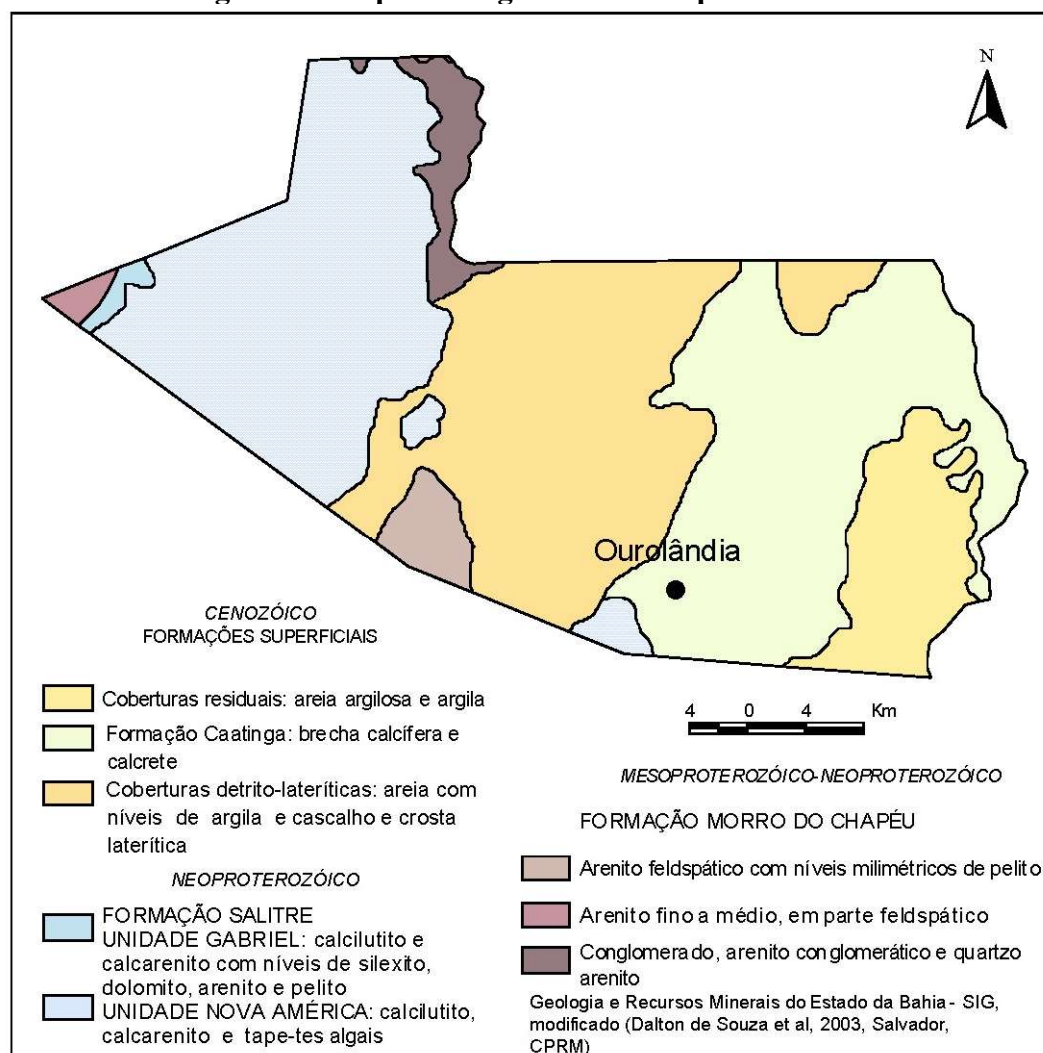 N
Ourolândia
4 0 4 Km
CENOZÓICO
FORMAÇÕES SUPERFICIAIS
Coberturas residuais: areia argilosa e argila
Formação Caatinga: brecha calcífera e
calcrete
Coberturas detrito-lateríticas: areia com
níveis de argila e cascalho e crosta
laterítica
NEOPROTEROZÓICO
FORMAÇÃO SALITRE
UNIDADE GABRIEL: calcilutito e
calcarenito com níveis de silexito,
dolomito, arenito e pelito
UNIDADE NOVA AMÉRICA: calcilutito,
calcarenito e tape-tes algais
MESOPROTEROZÓICO-NEOPROTEROZÓICO
FORMAÇÃO MORRO DO CHAPÉU
Arenito feldspático com níveis milimétricos de pelito
Arenito fino a médio, em parte feldspático
Conglomerado, arenito conglomerático e quartzo
arenito
Geologia e Recursos Minerais do Estado da Bahia- SIG,
modificado (Dalton de Souza et al, 2003, Salvador,
CPRM)